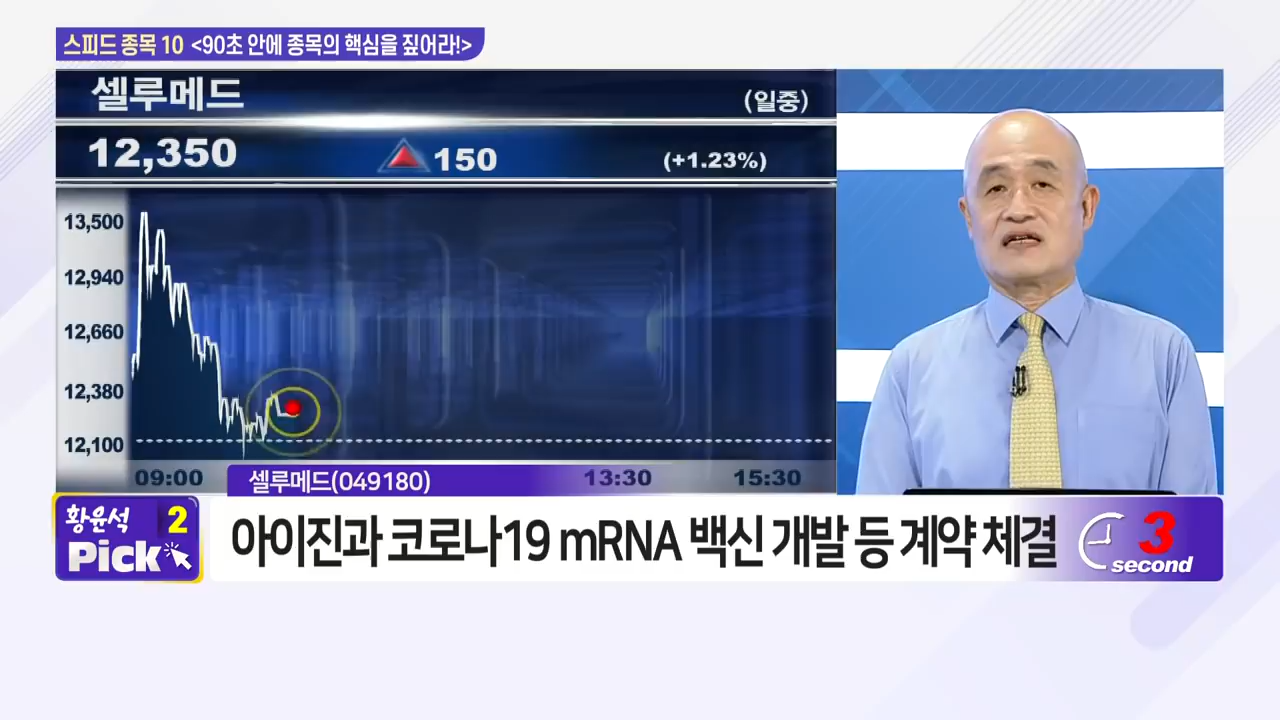 스피드 종목 10 <90초 안에 종목의 핵심을 짚어라!>
셀루메드
(일중)
12,350 150 (+1.23%)
13,500
12,940
12,660
12,380
12,100
09:00 13:30 15:30
셀루메드(049180)
황윤석 2
Pick
아이진과 코로나19 mRNA 백신 개발 등 계약 체결
3
second